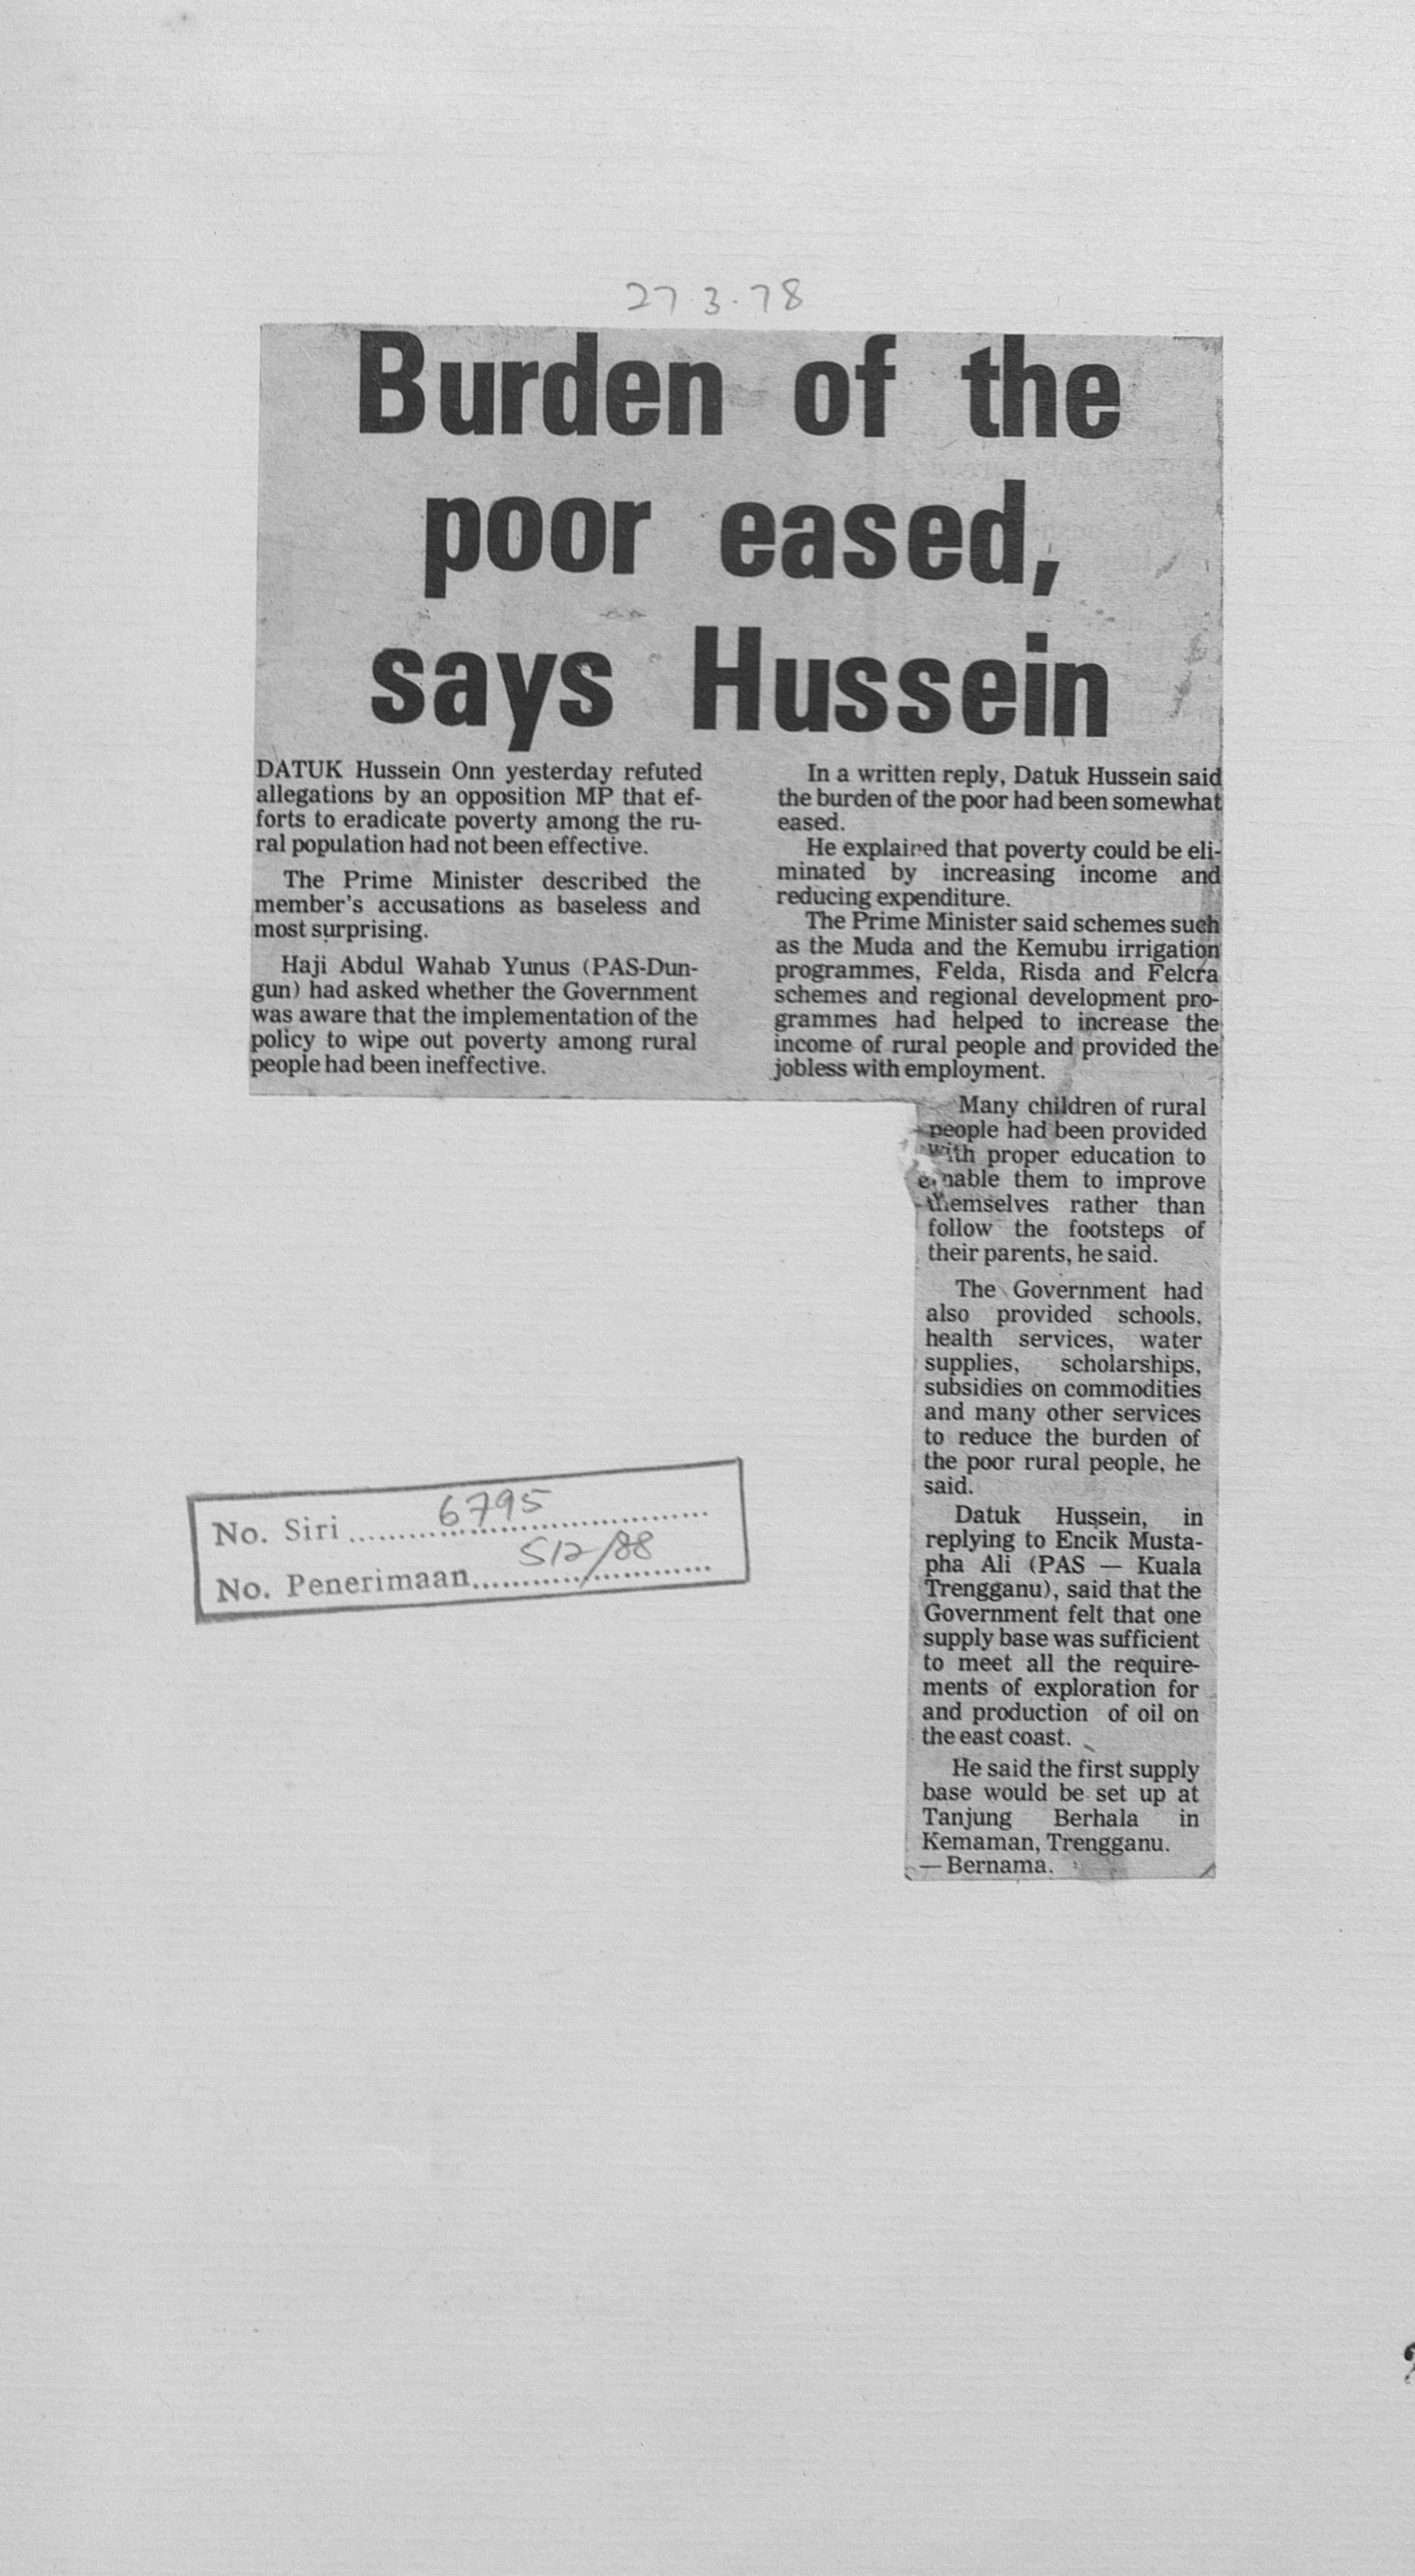 27.3.78
Burden of the
poor eased,
says Hussein
DATUK Hussein Onn yesterday refuted
allegations by an opposition MP that ef-
forts to eradicate poverty among the ru-
ral population had not been effective.
The Prime Minister described the
member's accusations as baseless and
most surprising.
Haji Abdul Wahab Yunus (PAS-Dun-
gun) had asked whether the Government
was aware that the implementation of the
policy to wipe out poverty among rural
people had been ineffective.
In a written reply, Datuk Hussein said
the burden of the poor had been somewhat
eased.
He explained that poverty could be eli-
minated by increasing income and
reducing expenditure.
The Prime Minister said schemes such
as the Muda and the Kemubu irrigation
programmes, Felda, Risda and Felcra
schemes and regional development pro-
grammes had helped to increase the
income of rural people and provided the
jobless with employment.
Many children of rural
people had been provided
with proper education to
enable them to improve
themselves rather than
follow the footsteps of
their parents, he said.
The Government had
also provided schools,
health services, water
supplies, scholarships,
subsidies on commodities
and many other services
to reduce the burden of
the poor rural people, he
said.
Datuk Hussein, in
replying to Encik Musta-
pha Ali (PAS — Kuala
Trengganu), said that the
Government felt that one
supply base was sufficient
to meet all the require-
ments of exploration for
and production of oil on
the east coast.
He said the first supply
base would be set up at
Tanjung Berhala in
Kemaman, Trengganu.
— Bernama.
No. Siri 6795
No. Penerimaan 512/88